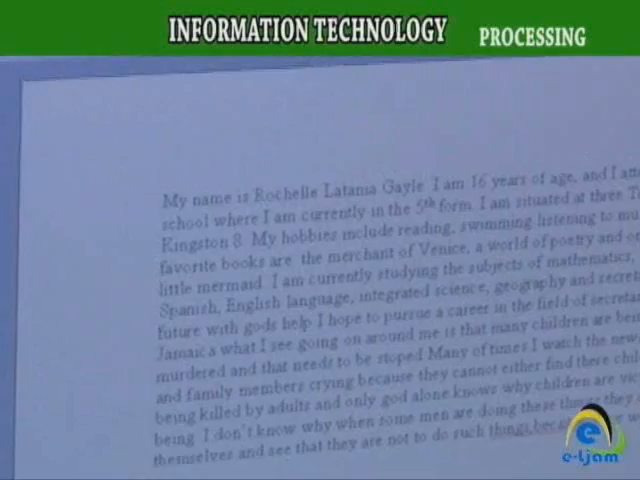 INFORMATION TECHNOLOGY PROCESSING
My name is Rochelle Latania Gayle I am 16 years of age, and I
school where I am currently in the 5th form. I am situated at three
Kingston 8. My hobbies include reading, swimming listening to
favorite books are the merchant of Venice, a world of poetry and
little mermaid. I am currently studying the subjects of mathematics,
Spanish, English language, integrated science, geography and
future with gods help I hope to pursue a career in the field of
Jamaica what I see going on around me is that many children are
murdered and that needs to be stoped Many of times I watch the
and family members crying because they cannot either find there
being killed by adults and only god alone knows why children are
being. I don't know why when some men are doing these things they
themselves and see that they are not to do such things
e-Ljam